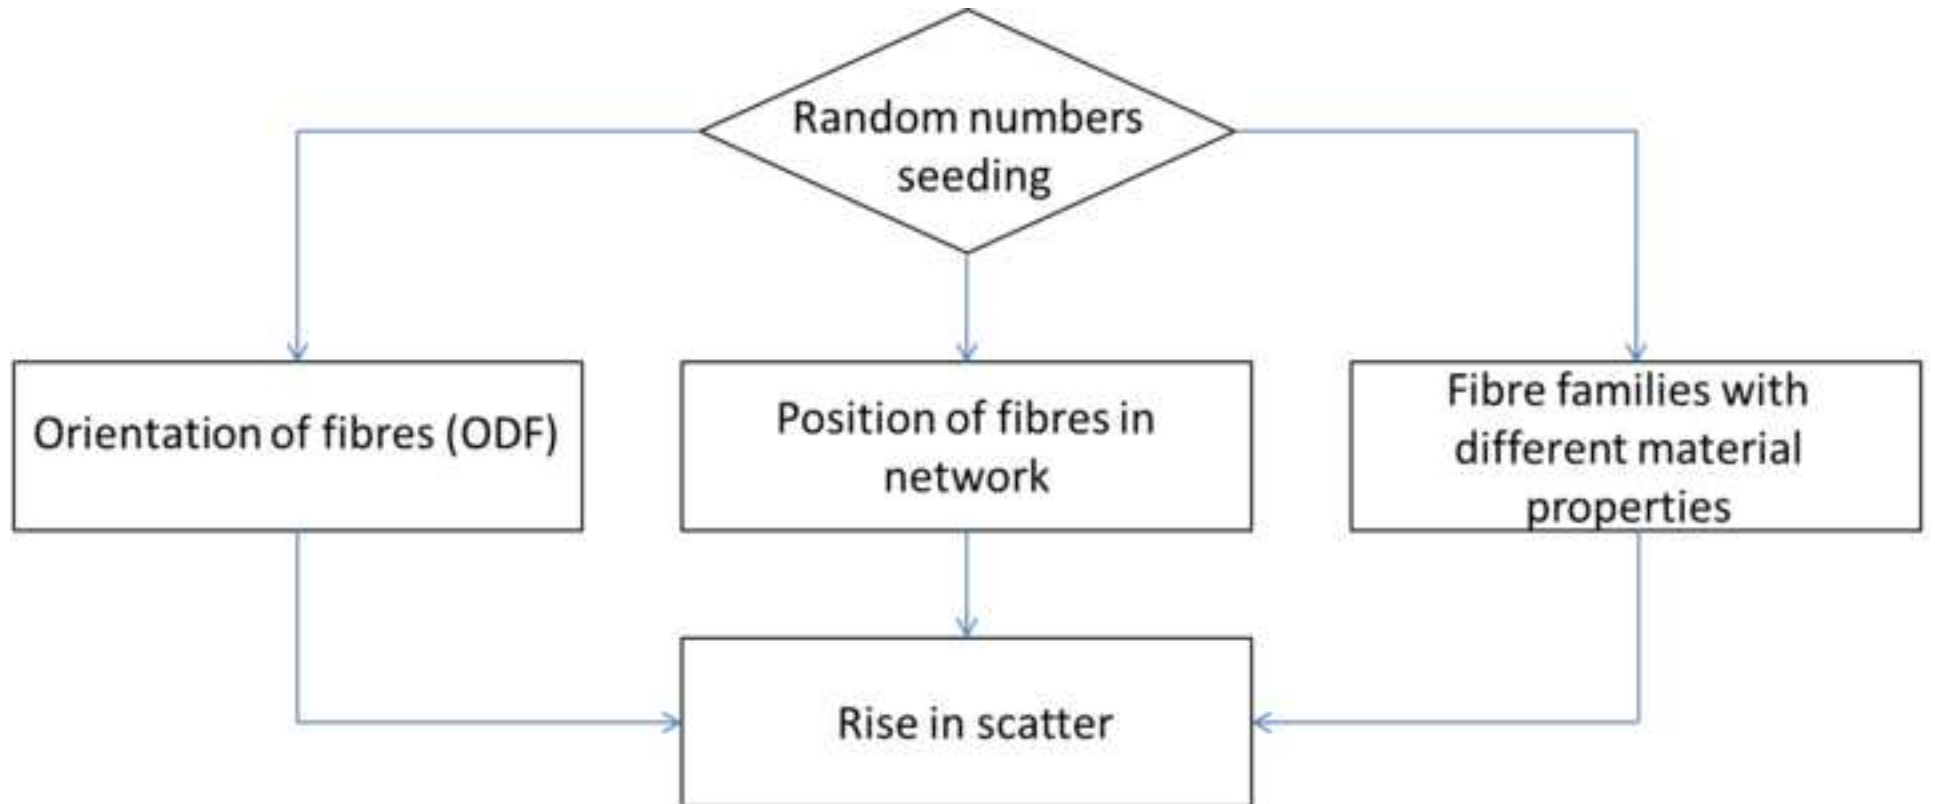 Random numbers
seeding
Orientation of fibres (ODF)
Position of fibres in
network
Fibre families with
different material
properties
Rise in scatter